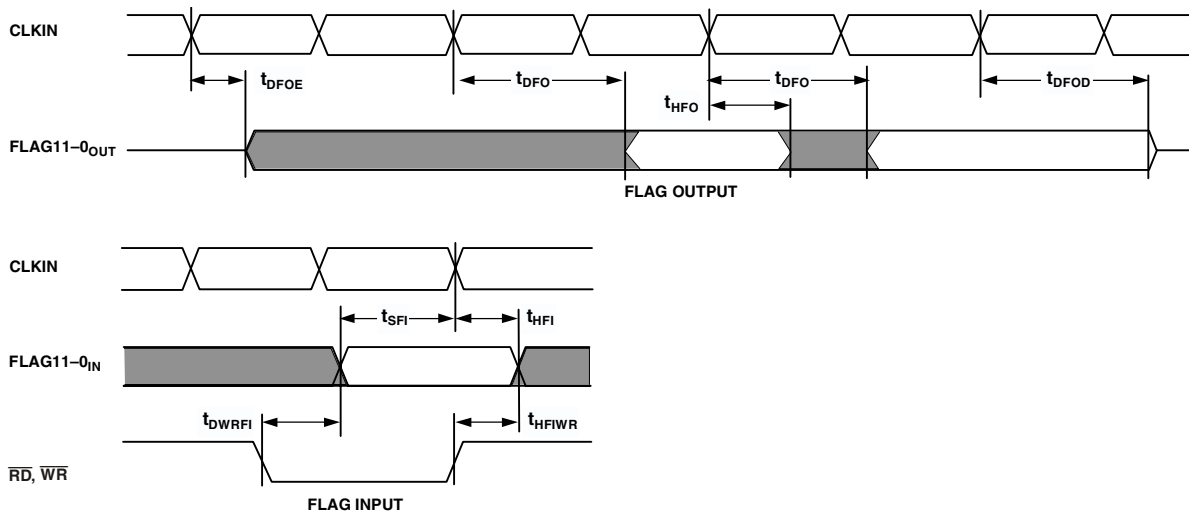 CLKIN
tDFOE
tDFO
tDFO
tDFOD
tHFO
FLAG11–0OUT
FLAG OUTPUT
CLKIN
tSFI
tHFI
FLAG11–0IN
tDWRFI
tHFIWR
RD, WR
FLAG INPUT